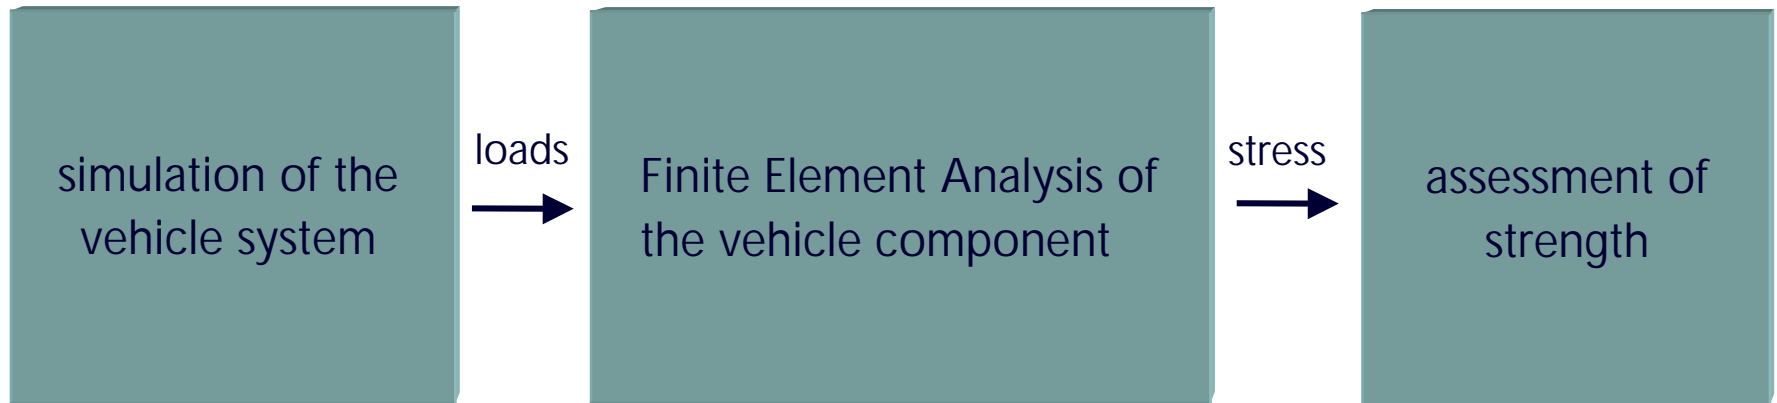 simulation of the
vehicle system
loads
Finite Element Analysis of
the vehicle component
stress
assessment of
strength